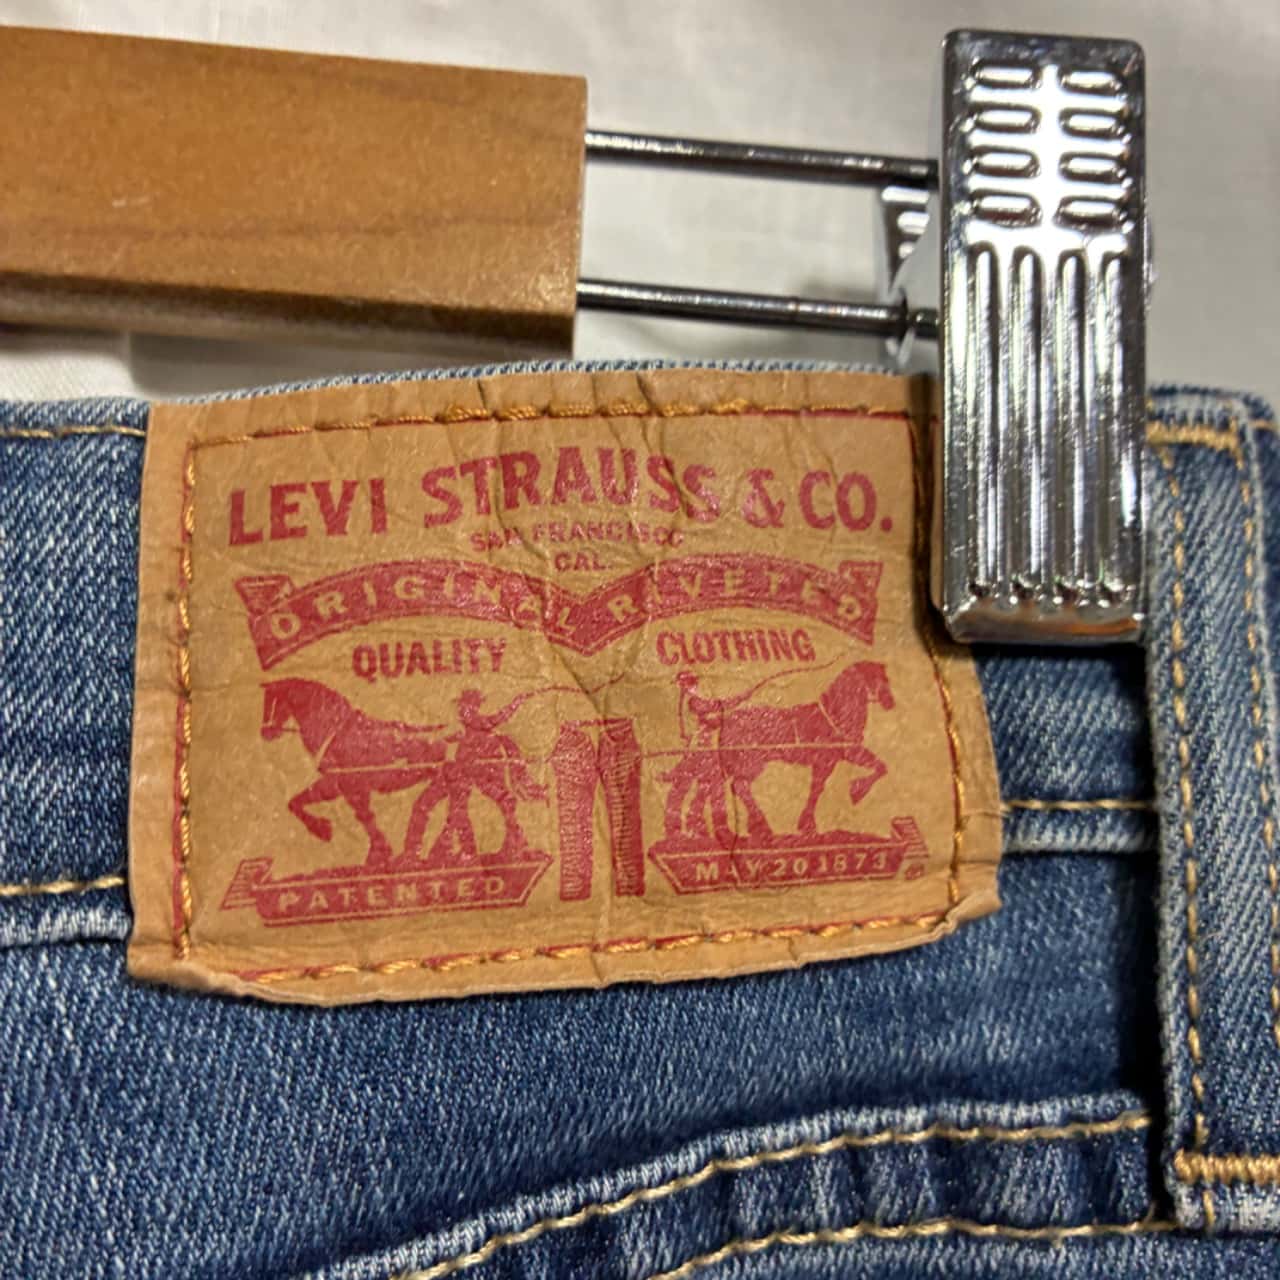 LEVI STRAUSS & CO.
SAN FRANCISCO
CAL.
ORIGINAL RIVETED
QUALITY CLOTHING
PATENTED MAY 20 1873